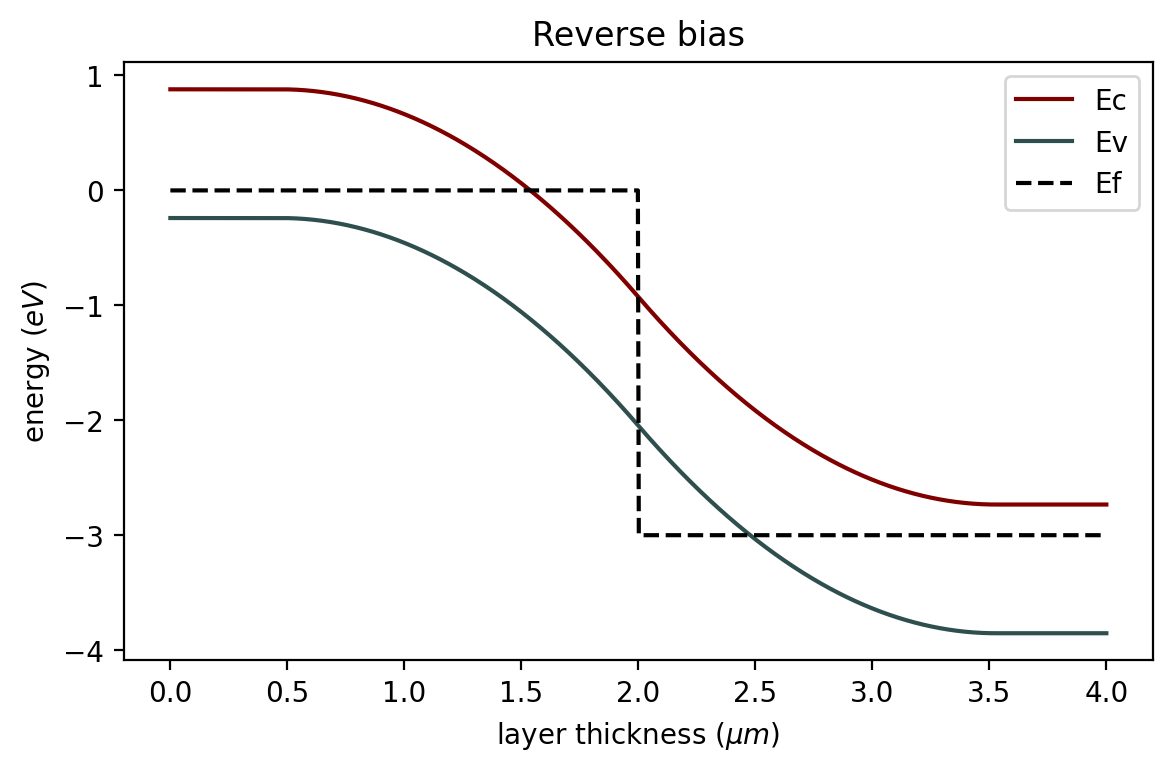 Reverse bias
Ec
Ev
Ef
energy (eV)
1
0
−1
−2
−3
−4
0.0 0.5 1.0 1.5 2.0 2.5 3.0 3.5 4.0
layer thickness (μm)